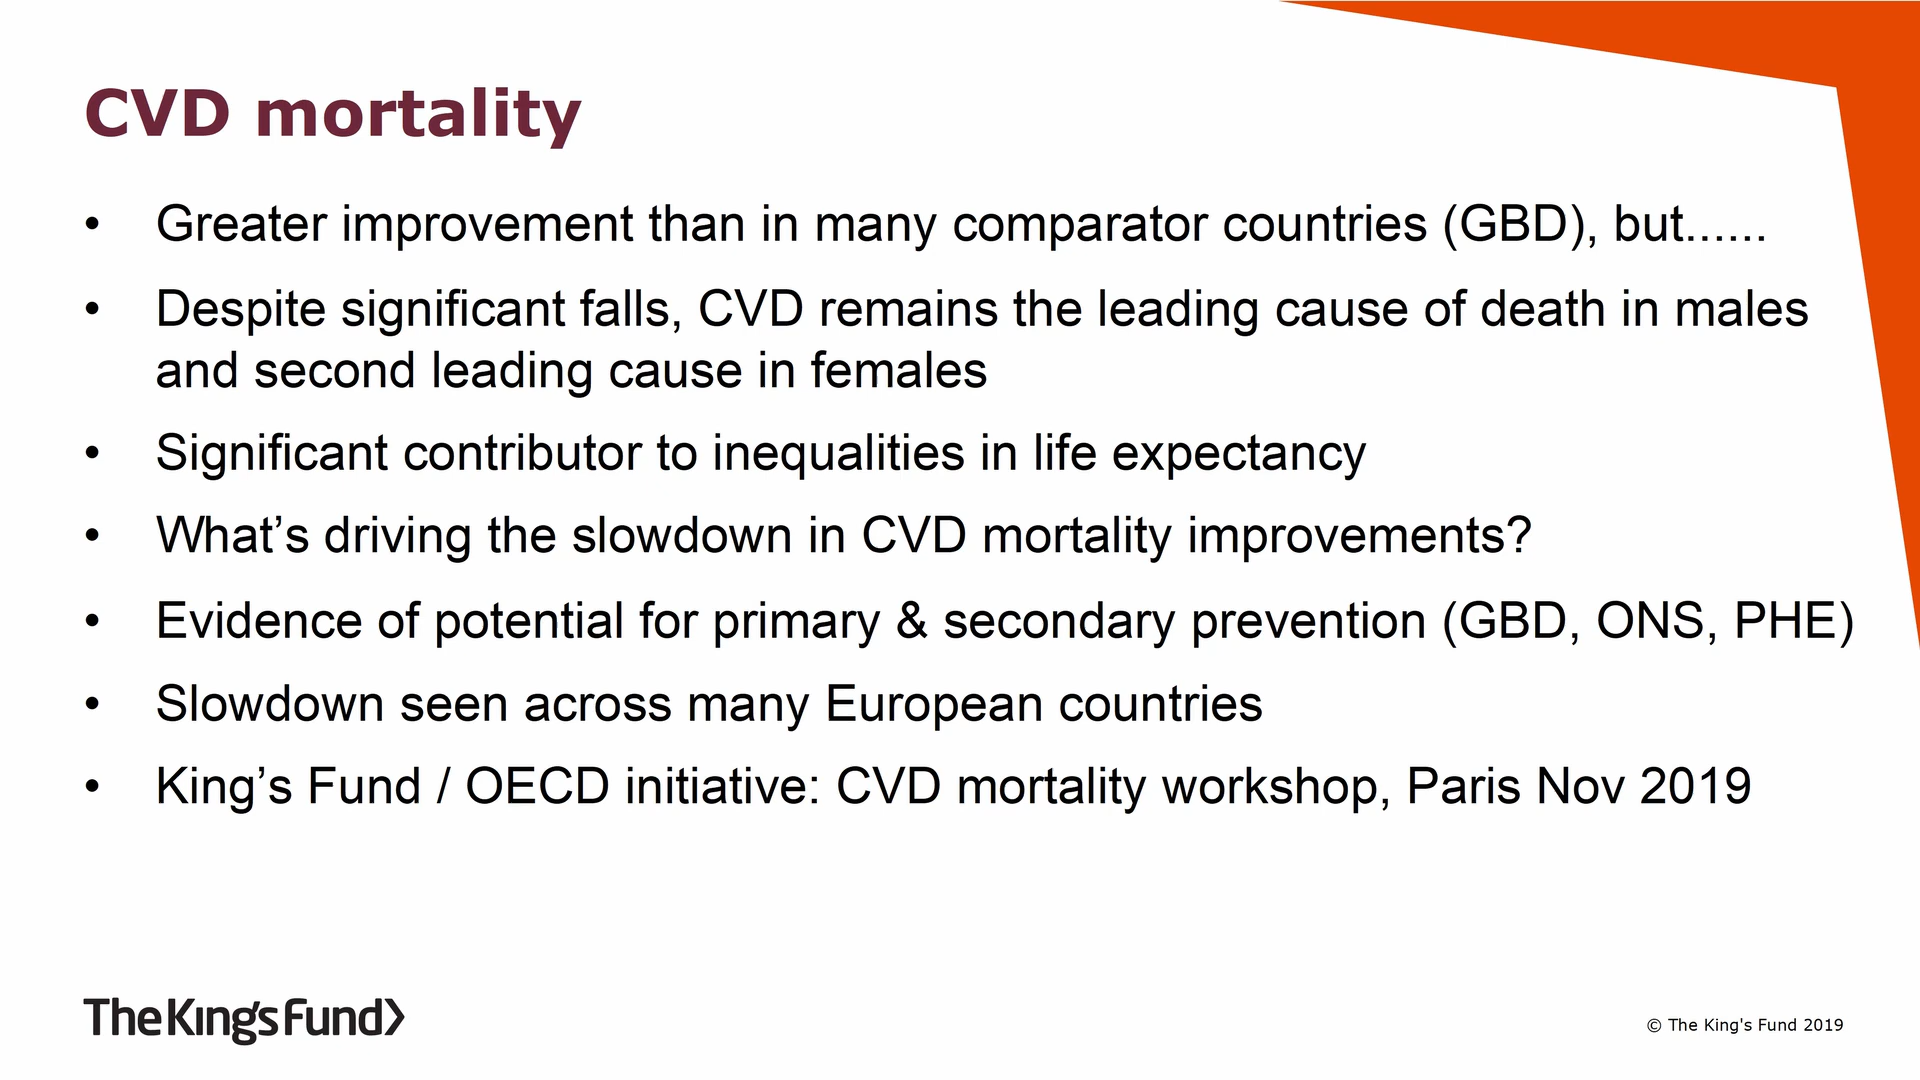 CVD mortality
• Greater improvement than in many comparator countries (GBD), but......
• Despite significant falls, CVD remains the leading cause of death in males
and second leading cause in females
• Significant contributor to inequalities in life expectancy
• What’s driving the slowdown in CVD mortality improvements?
• Evidence of potential for primary & secondary prevention (GBD, ONS, PHE)
• Slowdown seen across many European countries
• King’s Fund / OECD initiative: CVD mortality workshop, Paris Nov 2019
TheKing'sFund>
© The King's Fund 2019